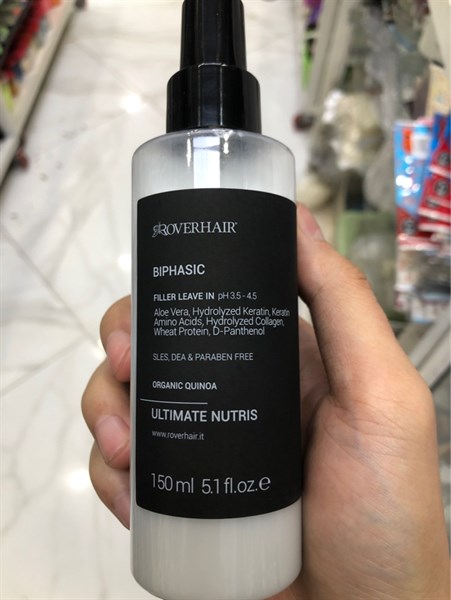 ROVERHAIR®
BIPHASIC
FILLER LEAVE IN pH 3.5 - 4.5
Aloe Vera, Hydrolyzed Keratin, Keratin
Amino Acids, Hydrolyzed Collagen,
Wheat Protein, D-Panthenol
SLES, DEA & PARABEN FREE
ORGANIC QUINOA
ULTIMATE NUTRIS
www.roverhair.it
150 ml 5.1 fl.oz.e